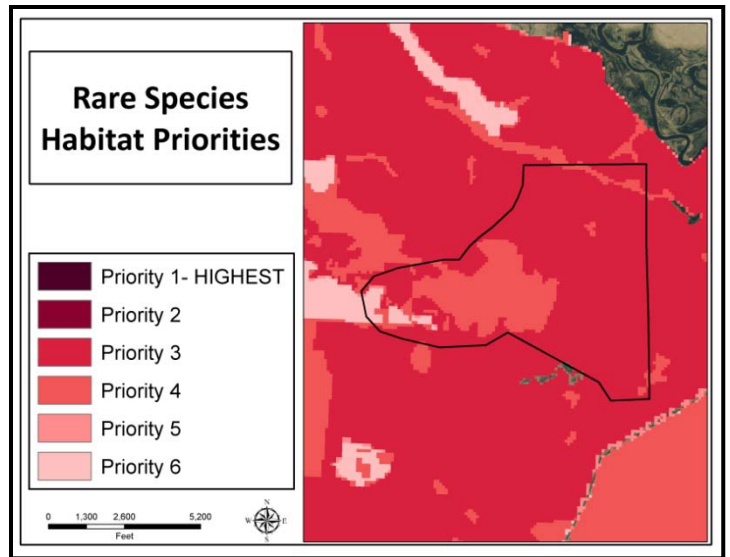 Rare Species
Habitat Priorities
Priority 1- HIGHEST
Priority 2
Priority 3
Priority 4
Priority 5
Priority 6
0 1,300 2,600 5,200
Feet
N
W E
S